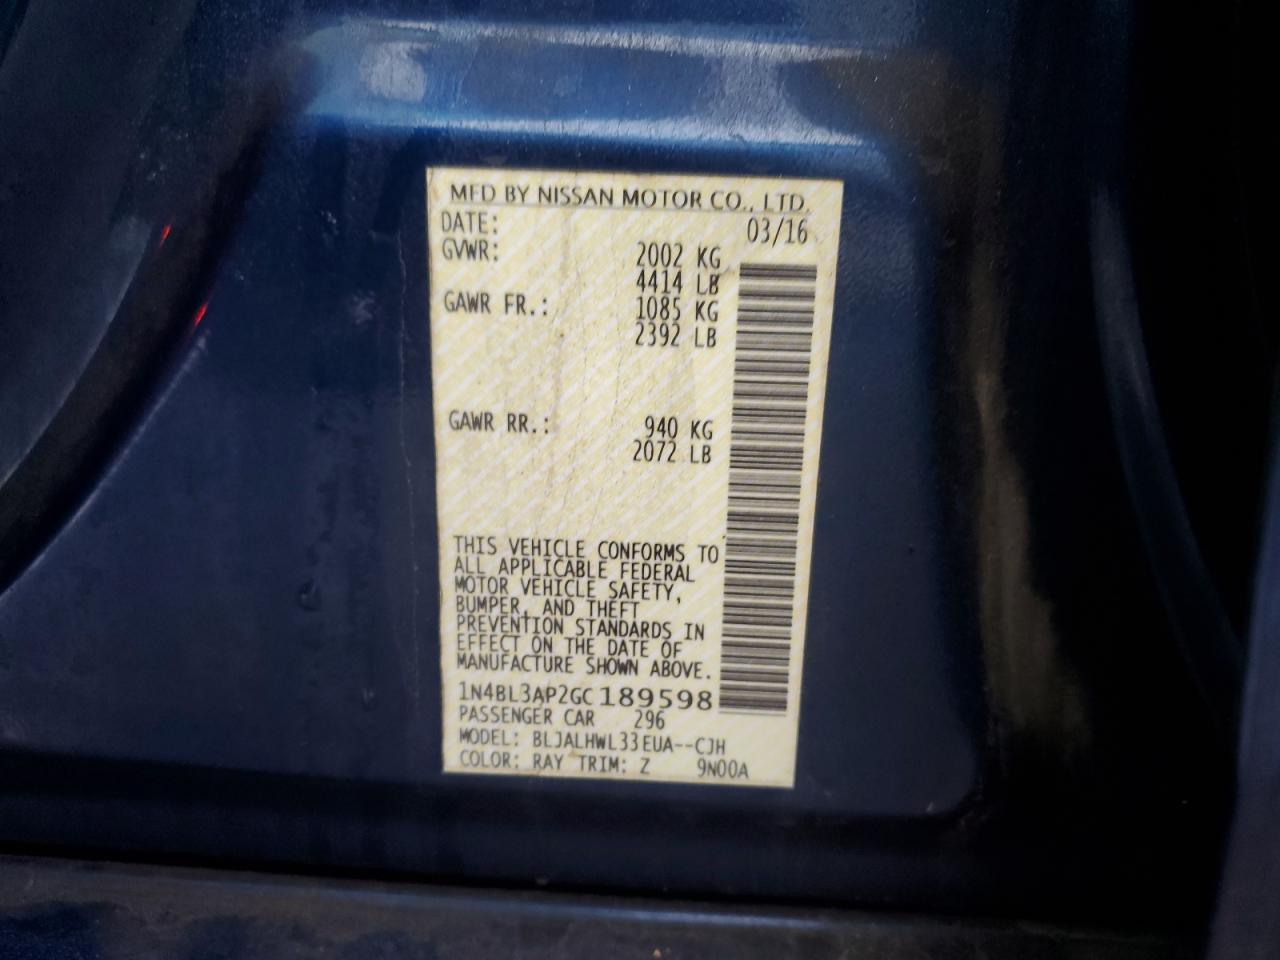 MFD BY NISSAN MOTOR CO., LTD.
DATE: 03/16
GVWR: 2002 KG
4414 LB
GAWR FR.: 1085 KG
2392 LB
GAWR RR.: 940 KG
2072 LB
THIS VEHICLE CONFORMS TO
ALL APPLICABLE FEDERAL
MOTOR VEHICLE SAFETY,
BUMPER, AND THEFT
PREVENTION STANDARDS IN
EFFECT ON THE DATE OF
MANUFACTURE SHOWN ABOVE.
1N4BL3AP2GC189598
PASSENGER CAR 296
MODEL: BLJALHWL33EUA--CJH
COLOR: RAY TRIM: Z 9N00A